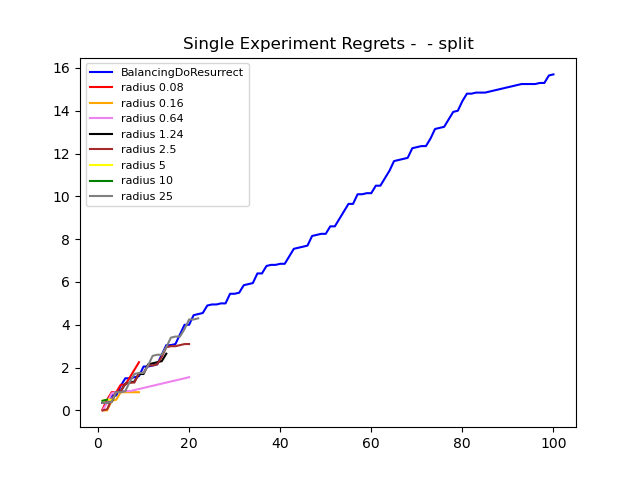 Single Experiment Regrets -  - split
BalancingDoResurrect
radius 0.08
radius 0.16
radius 0.64
radius 1.24
radius 2.5
radius 5
radius 10
radius 25
16
14
12
10
8
6
4
2
0
0 20 40 60 80 100